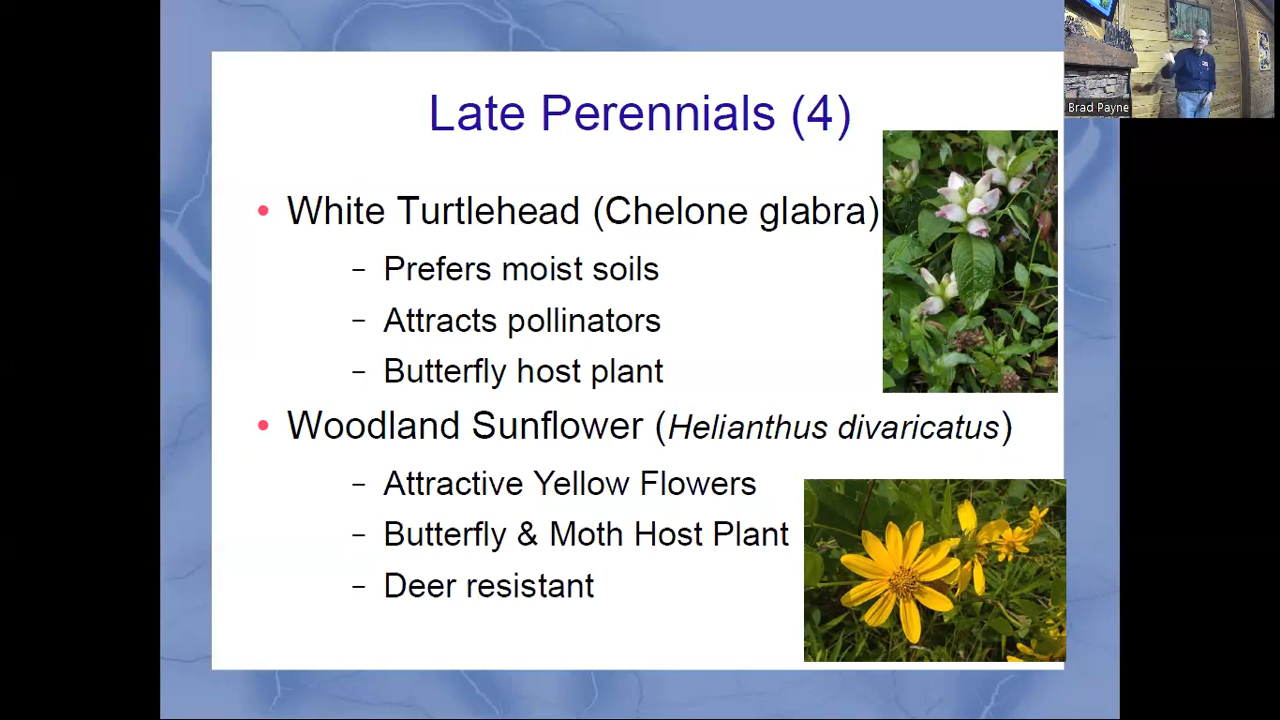 Late Perennials (4)
• White Turtlehead (Chelone glabra)
– Prefers moist soils
– Attracts pollinators
– Butterfly host plant
• Woodland Sunflower (Helianthus divaricatus)
– Attractive Yellow Flowers
– Butterfly & Moth Host Plant
– Deer resistant
Brad Payne